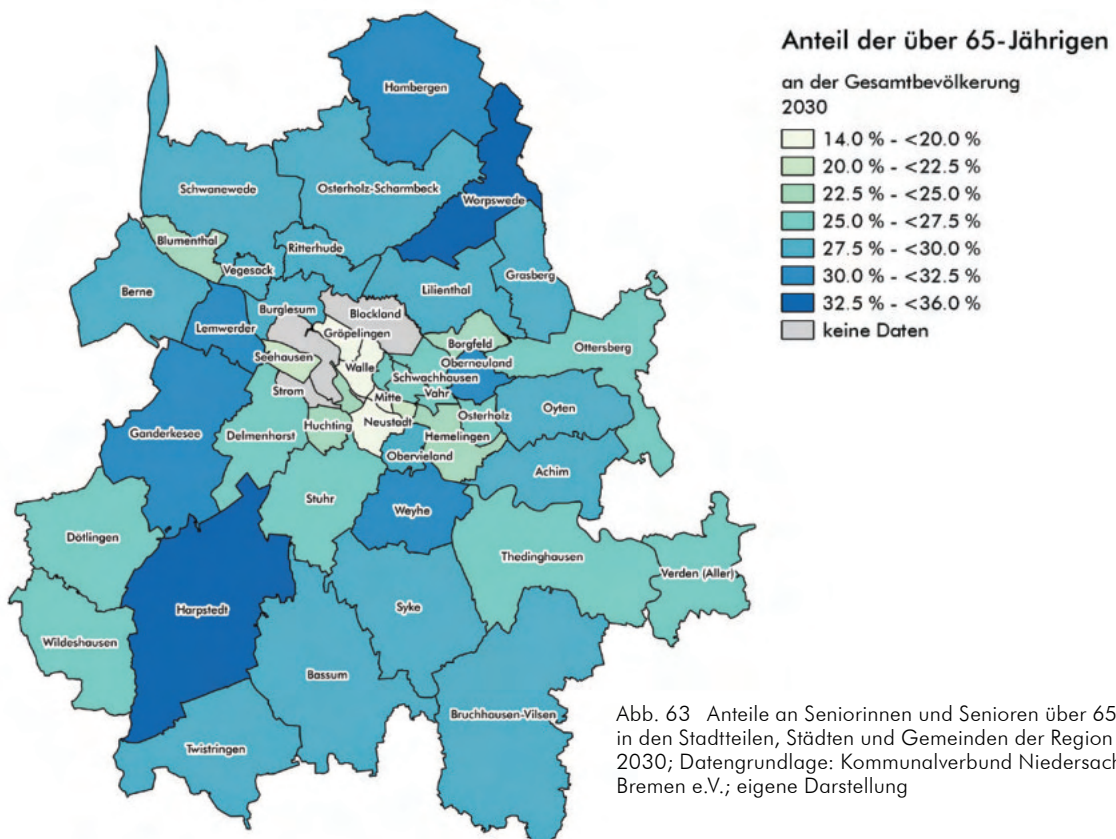 Anteil der über 65-Jährigen
an der Gesamtbevölkerung
2030
14.0 % - <20.0 %
20.0 % - <22.5 %
22.5 % - <25.0 %
25.0 % - <27.5 %
27.5 % - <30.0 %
30.0 % - <32.5 %
32.5 % - <36.0 %
keine Daten
Hambergen
Schwanewede
Osterholz-Scharmbeck
Worpswede
Blumenthal
Ritterhude
Vegesack
Grasberg
Berne
Lilienthal
Burglesum
Blockland
Lemwerder
Gröpelingen
Borgfeld
Ottersberg
Seehausen
Oberneuland
Walle
Schwachhausen
Strom
Vahr
Mitte
Oyten
Osterholz
Huchting
Neustadt
Ganderkesee
Delmenhorst
Hemelingen
Obervieland
Achim
Stuhr
Weyhe
Dötlingen
Thedinghausen
Verden (Aller)
Harpstedt
Syke
Wildeshausen
Bassum
Bruchhausen-Vilsen
Twistringen
Abb. 63 Anteile an Seniorinnen und Senioren über 65
in den Stadtteilen, Städten und Gemeinden der Region
2030; Datengrundlage: Kommunalverbund Niedersach
Bremen e.V.; eigene Darstellung